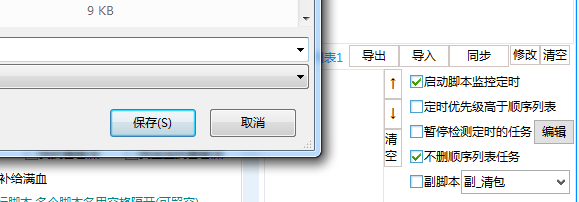 9 KB
表1
导出
导入
同步
修改
清空
↑
↓
清空
启动脚本监控定时
定时优先级高于顺序列表
暂停检测定时的任务
编辑
不删顺序列表任务
副脚本
副_清包
保存(S)
取消
补给满血